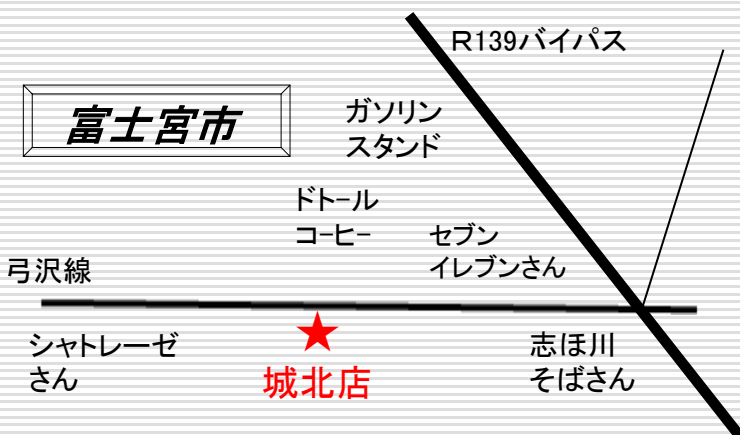 R139バイパス
富士宮市
ガソリン
スタンド
ドトール
コーヒー
セブン
イレブンさん
弓沢線
シャトレーゼ
さん
城北店
志ほ川
そばさん